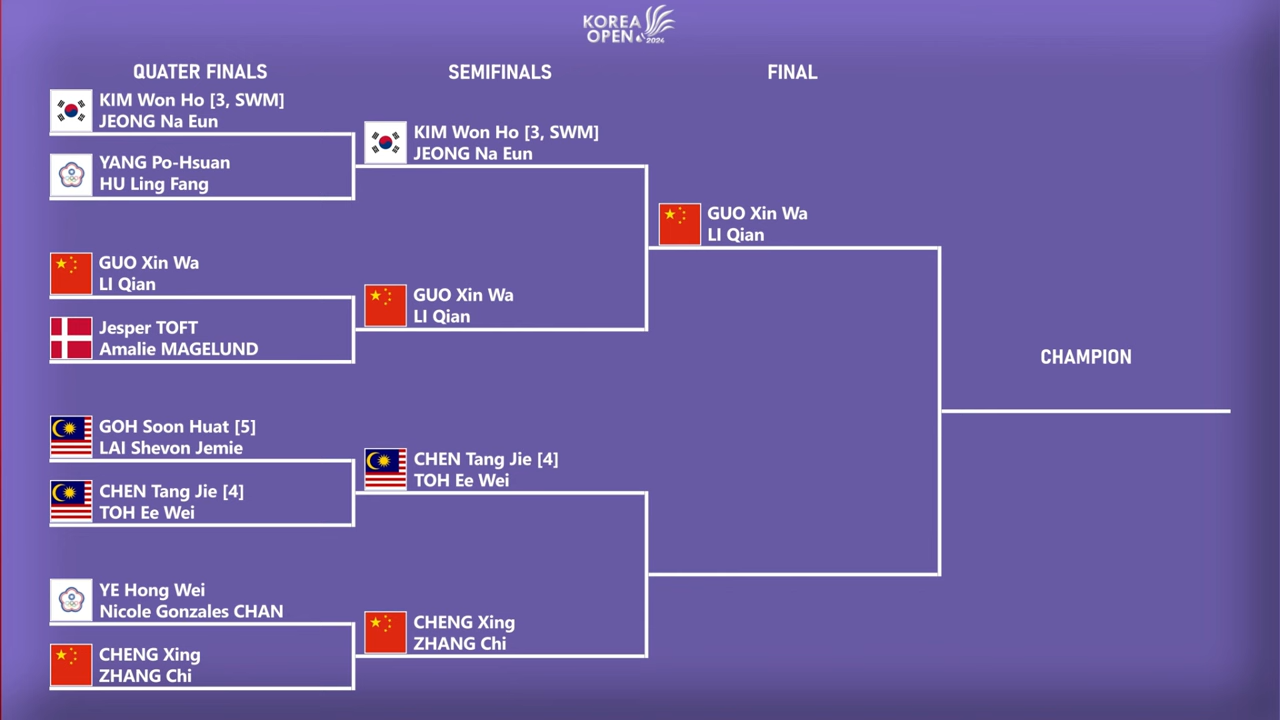 KOREA
OPEN 2024
QUATER FINALS
SEMIFINALS
FINAL
KIM Won Ho [3, SWM]
JEONG Na Eun
YANG Po-Hsuan
HU Ling Fang
GUO Xin Wa
LI Qian
Jesper TOFT
Amalie MAGELUND
GOH Soon Huat [5]
LAI Shevon Jemie
CHEN Tang Jie [4]
TOH Ee Wei
YE Hong Wei
Nicole Gonzales CHAN
CHENG Xing
ZHANG Chi
KIM Won Ho [3, SWM]
JEONG Na Eun
GUO Xin Wa
LI Qian
CHEN Tang Jie [4]
TOH Ee Wei
CHENG Xing
ZHANG Chi
GUO Xin Wa
LI Qian
CHAMPION